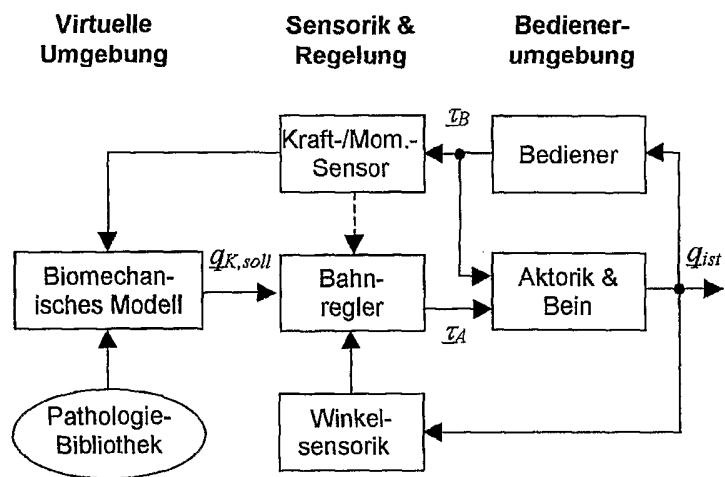 Virtuelle
Umgebung
Sensorik &
Regelung
Bediener-
umgebung
Kraft-/Mom.-
Sensor
τB
Bediener
Biomechan-
isches Modell
qK,soll
Bahn-
regler
τA
Aktorik &
Bein
qist
Pathologie-
Bibliothek
Winkel-
sensorik